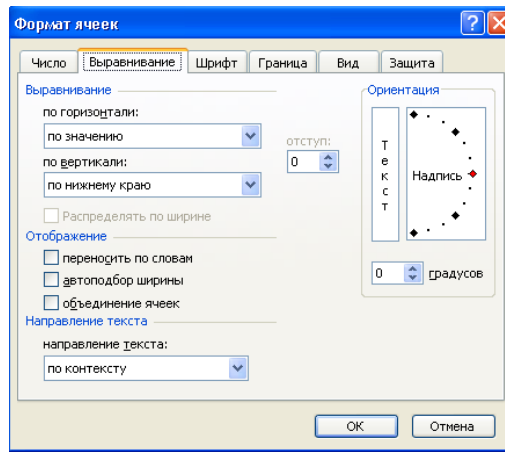 Формат ячеек
Число Выравнивание Шрифт Граница Вид Защита
Выравнивание
по горизонтали:
по значению
отступ:
0
по вертикали:
по нижнему краю
Распределять по ширине
Отображение
переносить по словам
автоподбор ширины
объединение ячеек
Направление текста
направление текста:
по контексту
Ориентация
Текст
Надпись
0 градусов
ОК Отмена